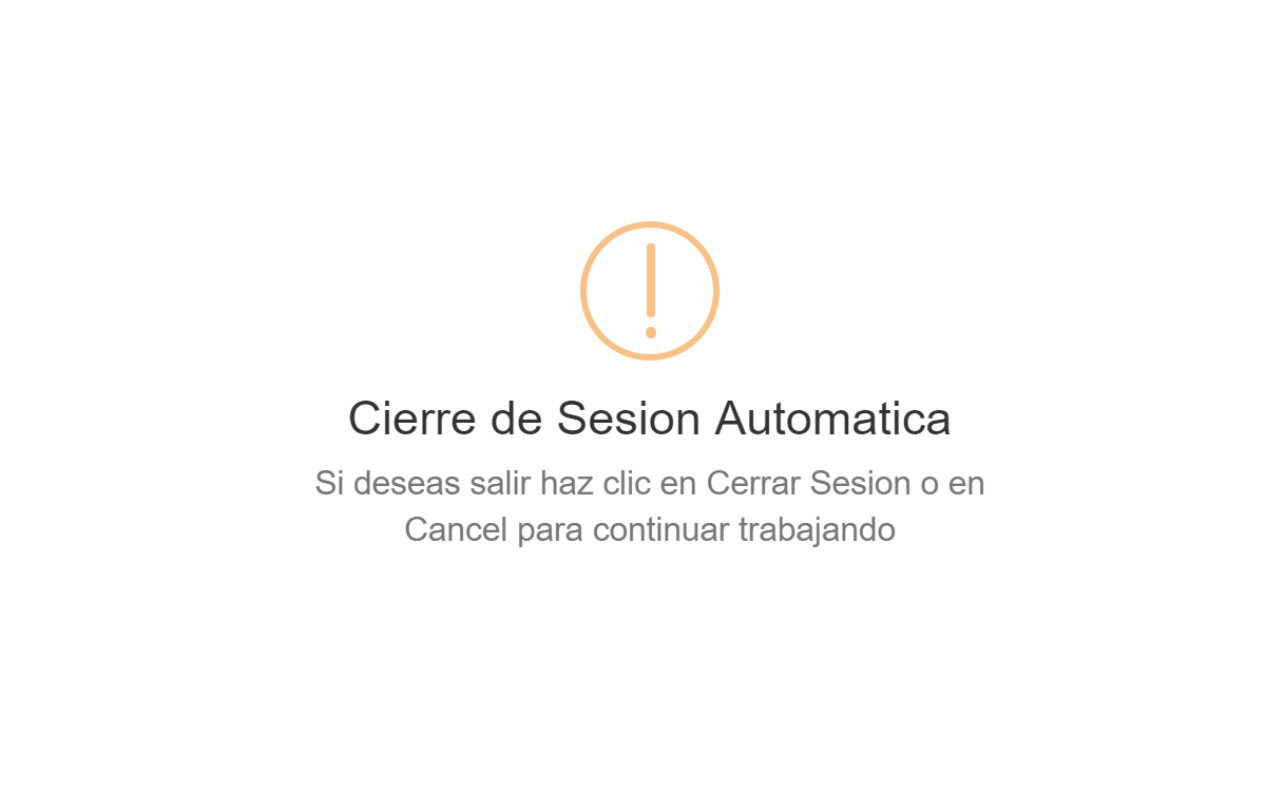 Cierre de Sesion Automatica
Si deseas salir haz clic en Cerrar Sesion o en
Cancel para continuar trabajando